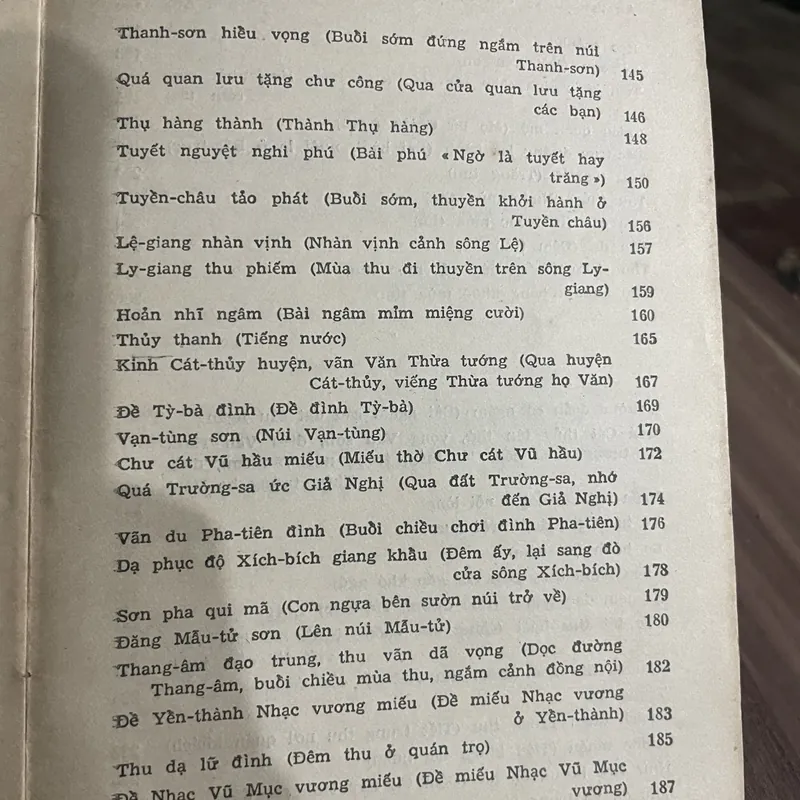 Thanh-sơn hiểu vọng (Buổi sớm đứng ngắm trên núi
Thanh-sơn) 145
Quá quan lưu tặng chư công (Qua cửa quan lưu tặng
các bạn) 146
Thụ hàng thành (Thành Thụ hàng) 148
Tuyết nguyệt nghi phú (Bài phú « Ngờ là tuyết hay
trăng ») 150
Tuyền-châu tảo phát (Buổi sớm, thuyền khởi hành ở
Tuyền châu) 156
Lệ-giang nhàn vịnh (Nhàn vịnh cảnh sông Lệ) 157
Ly-giang thu phiếm (Mùa thu đi thuyền trên sông Ly-
giang) 159
Hoản nhĩ ngâm (Bài ngâm mỉm miệng cười) 160
Thủy thanh (Tiếng nước) 165
Kinh Cát-thủy huyện, vãn Văn Thừa tướng (Qua huyện
Cát-thủy, viếng Thừa tướng họ Văn) 167
Đề Tỳ-bà đình (Đề đình Tỳ-bà) 169
Vạn-tùng sơn (Núi Vạn-tùng) 170
Chư cát Vũ hầu miếu (Miếu thờ Chư cát Vũ hầu) 172
Quá Trường-sa ức Giả Nghị (Qua đất Trường-sa, nhớ
đến Giả Nghị) 174
Vãn du Pha-tiên đình (Buổi chiều chơi đình Pha-tiên) 176
Dạ phục độ Xích-bích giang khẩu (Đêm ấy, lại sang đò
cửa sông Xích-bích) 178
Sơn pha qui mã (Con ngựa bên sườn núi trở về) 179
Đăng Mẫu-tử sơn (Lên núi Mẫu-tử) 180
Thang-âm đạo trung, thu vãn dã vọng (Dọc đường
Thang-âm, buổi chiều mùa thu, ngắm cảnh đồng nội) 182
Đề Yển-thành Nhạc vương miếu (Đề miếu Nhạc vương
ở Yển-thành) 183
Thu dạ lữ đình (Đêm thu ở quán trọ) 185
Đề Nhạc Vũ Mục vương miếu (Đề miếu Nhạc Vũ Mục
vương) 187